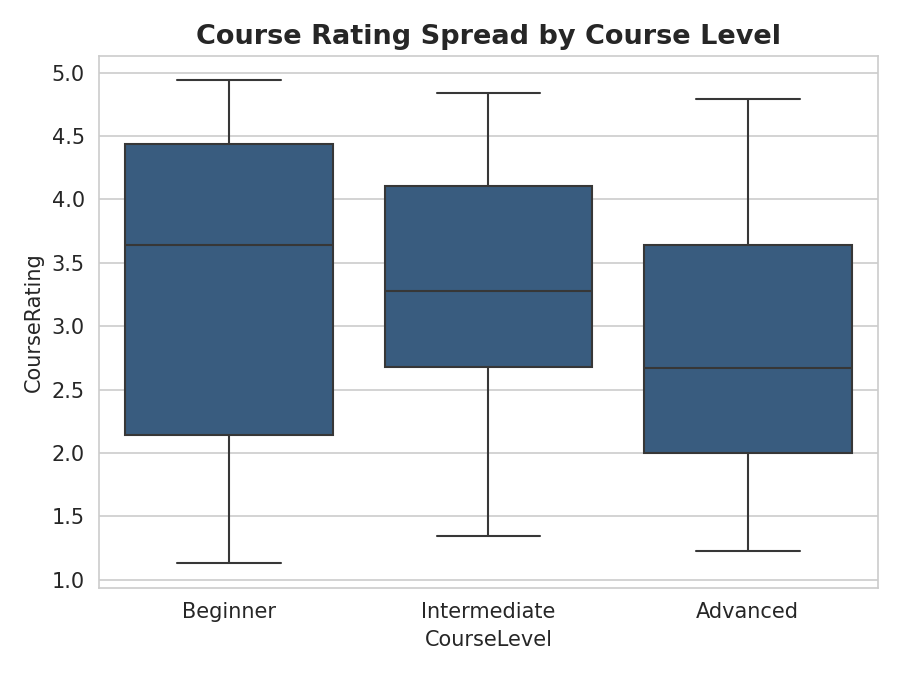 Course Rating Spread by Course Level
CourseRating
5.0
4.5
4.0
3.5
3.0
2.5
2.0
1.5
1.0
Beginner Intermediate Advanced
CourseLevel